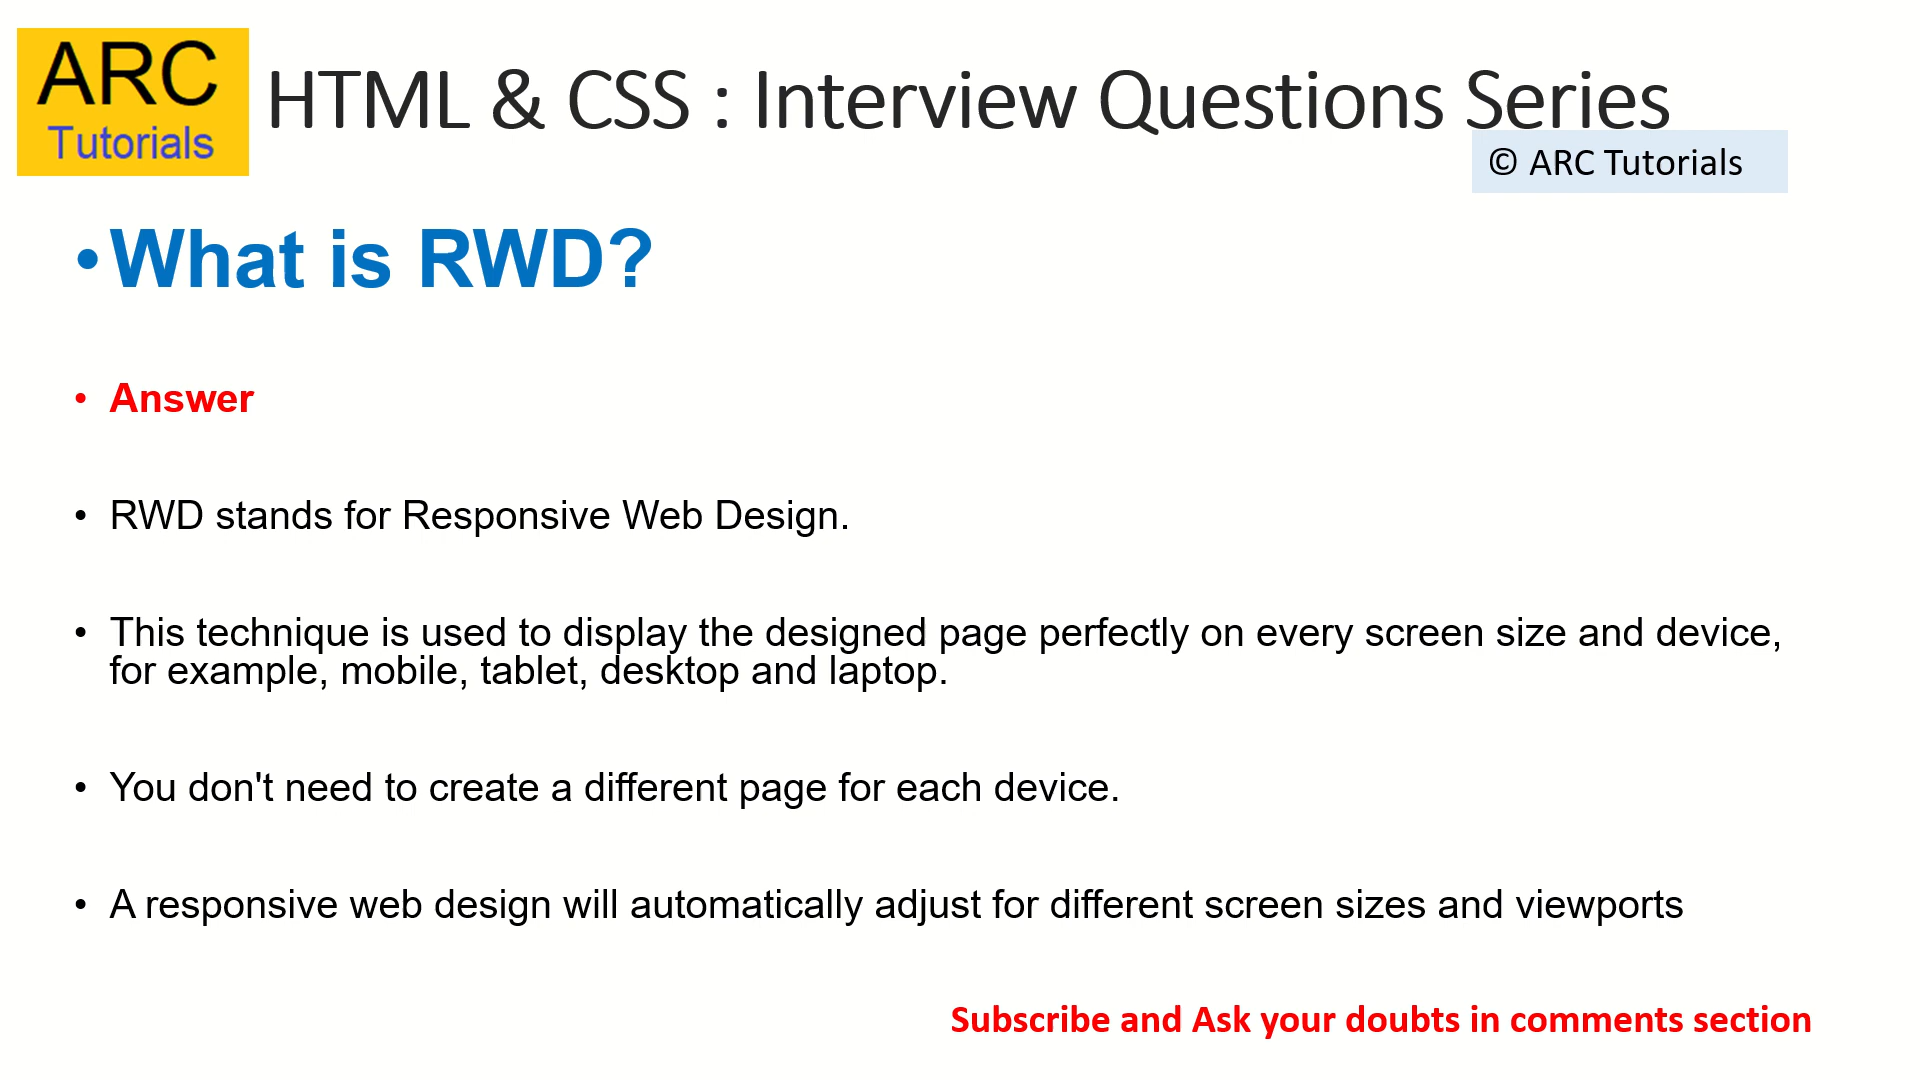 ARC
Tutorials
HTML & CSS : Interview Questions Series
© ARC Tutorials
•What is RWD?
• Answer
• RWD stands for Responsive Web Design.
• This technique is used to display the designed page perfectly on every screen size and device,
for example, mobile, tablet, desktop and laptop.
• You don't need to create a different page for each device.
• A responsive web design will automatically adjust for different screen sizes and viewports
Subscribe and Ask your doubts in comments section